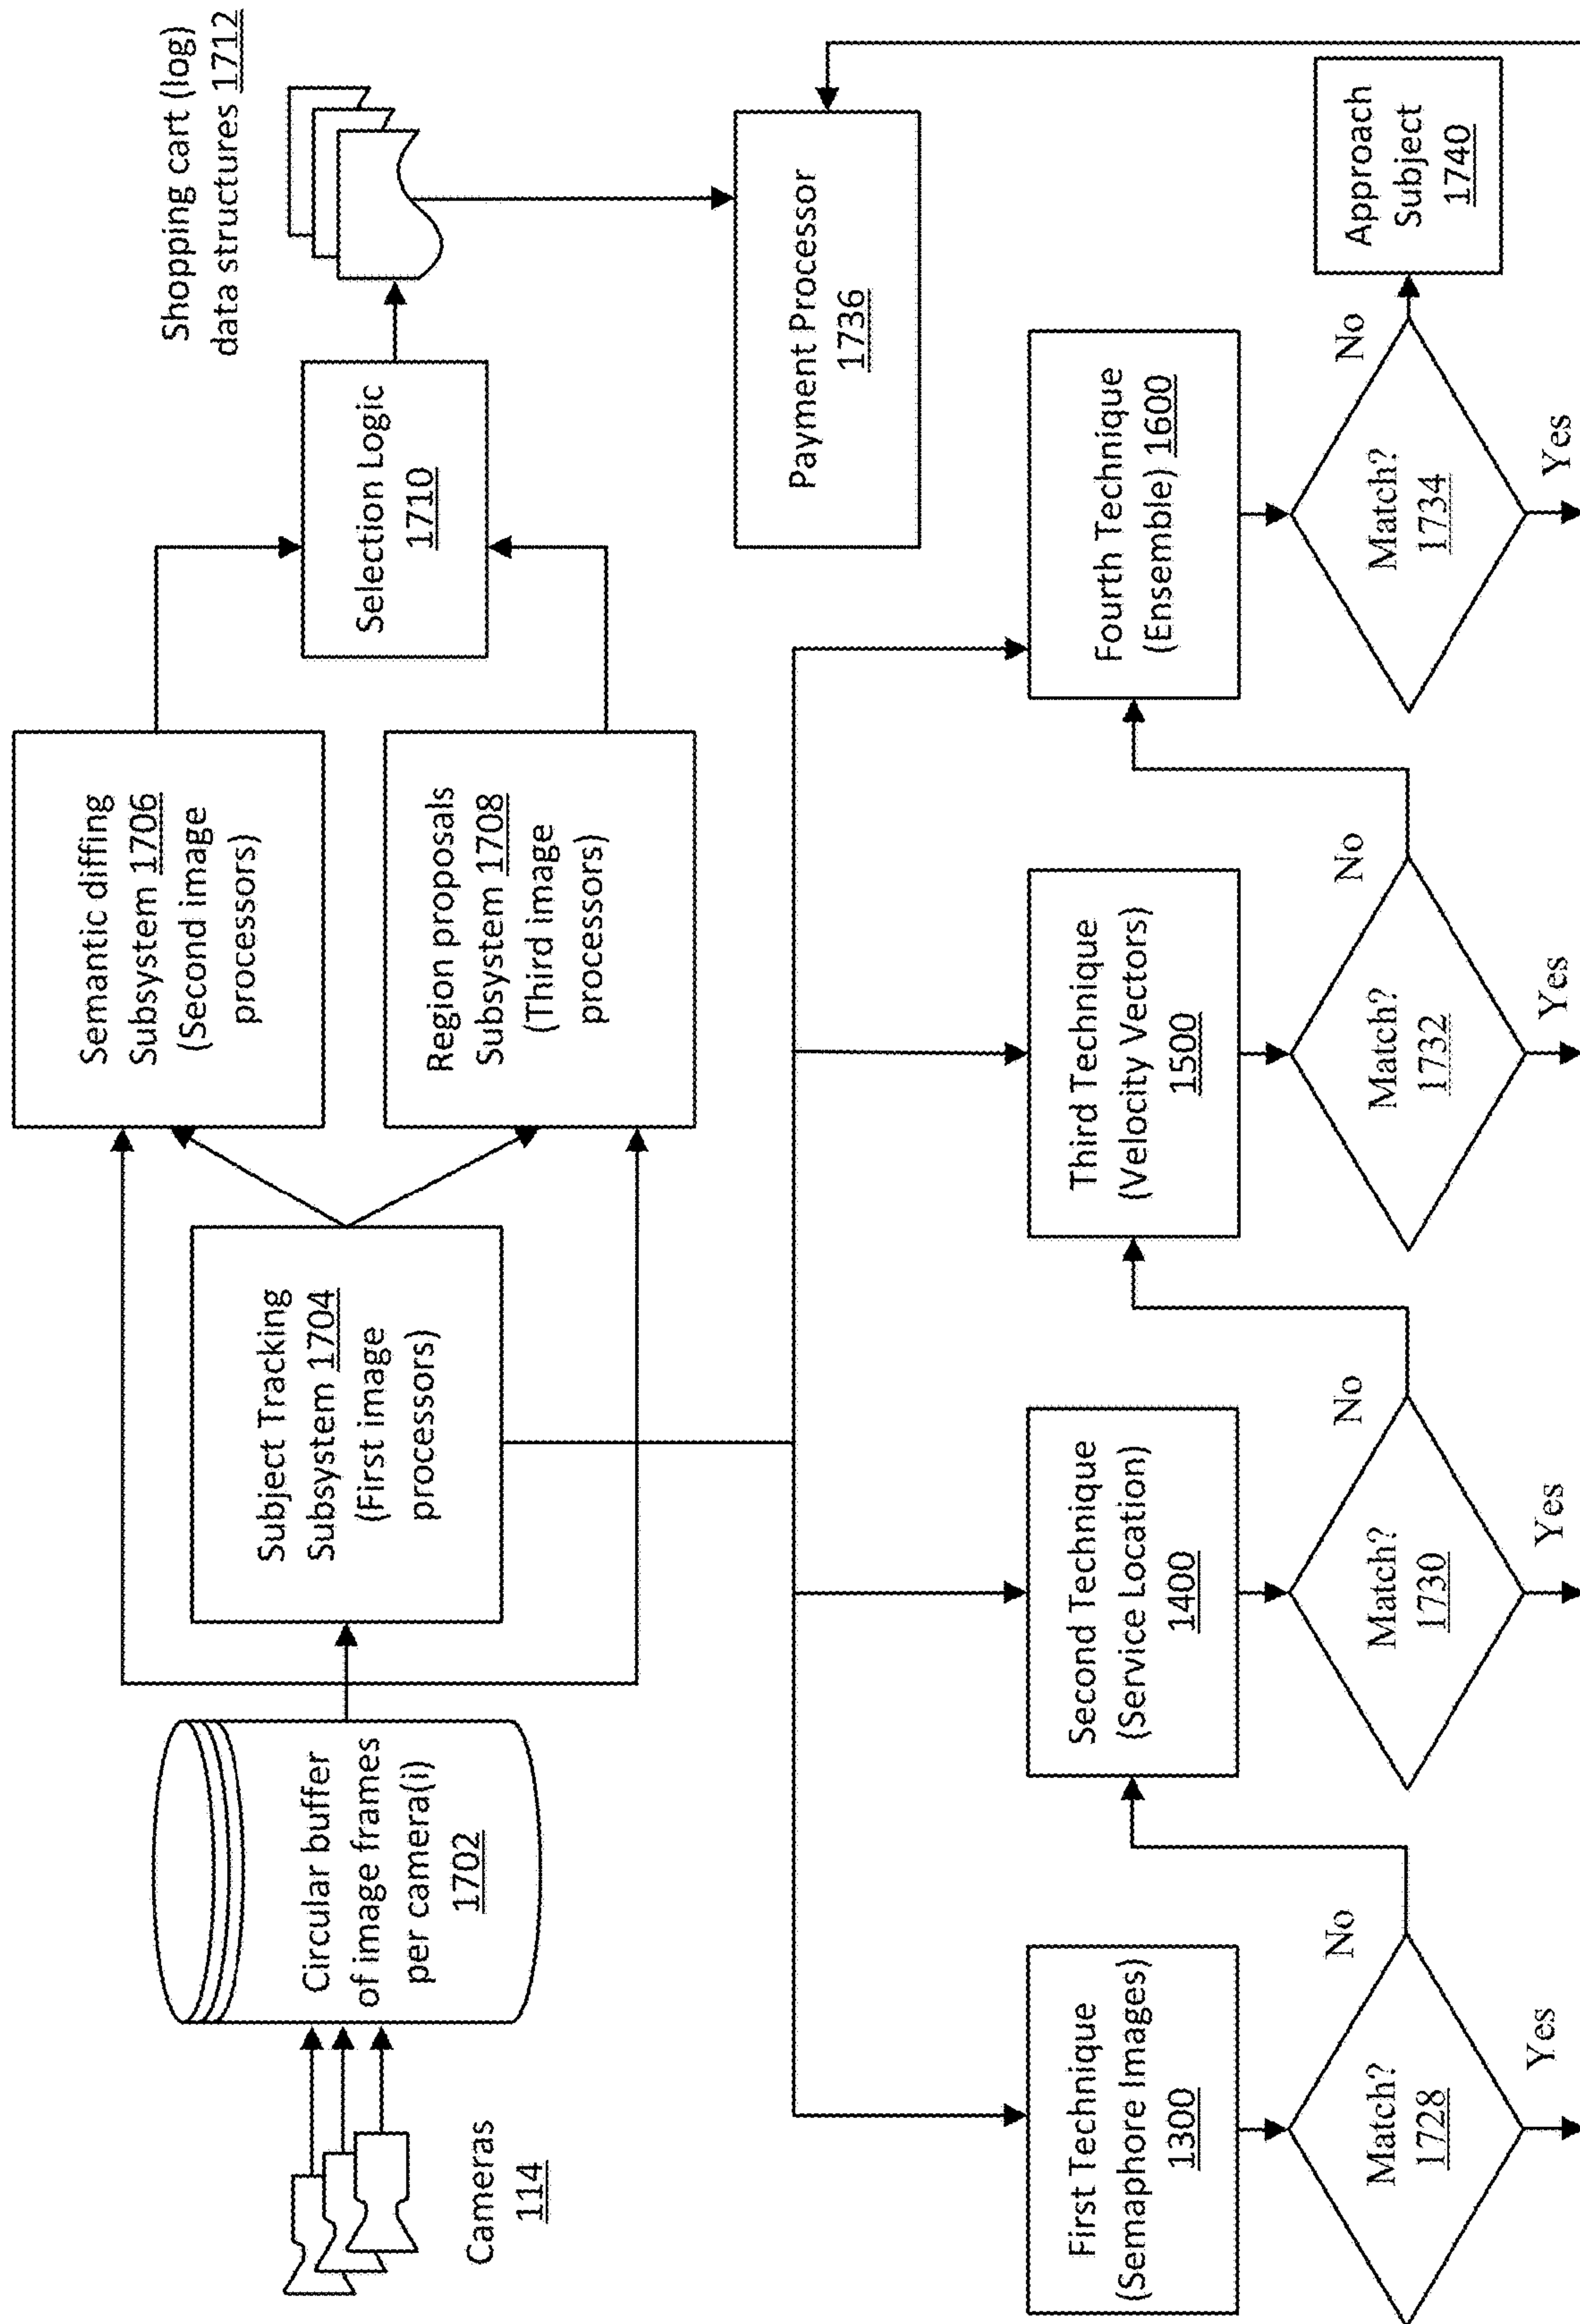 Cameras
114
Circular buffer
of image frames
per camera(i)
1702
Subject Tracking
Subsystem 1704
(First image
processors)
Semantic diffing
Subsystem 1706
(Second image
processors)
Region proposals
Subsystem 1708
(Third image
processors)
Selection Logic
1710
Shopping cart (log)
data structures 1712
Payment Processor
1736
First Technique
(Semaphore Images)
1300
Second Technique
(Service Location)
1400
Third Technique
(Velocity Vectors)
1500
Fourth Technique
(Ensemble) 1600
Match?
1728
No
Yes
Match?
1730
No
Yes
Match?
1732
No
Yes
Match?
1734
No
Yes
Approach
Subject
1740